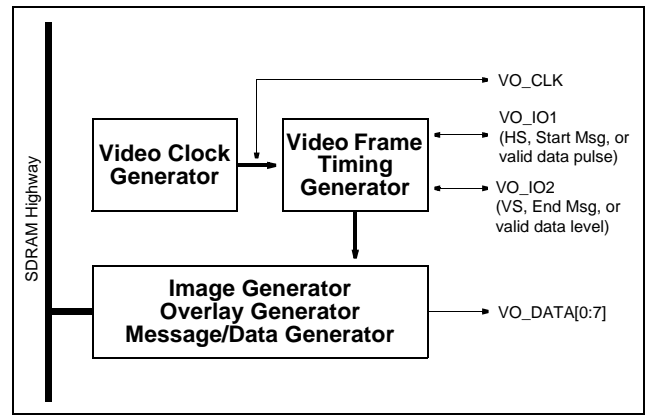 SDRAM Highway
Video Clock
Generator
Video Frame
Timing
Generator
VO_CLK
VO_IO1
(HS, Start Msg, or
valid data pulse)
VO_IO2
(VS, End Msg, or
valid data level)
Image Generator
Overlay Generator
Message/Data Generator
VO_DATA[0:7]